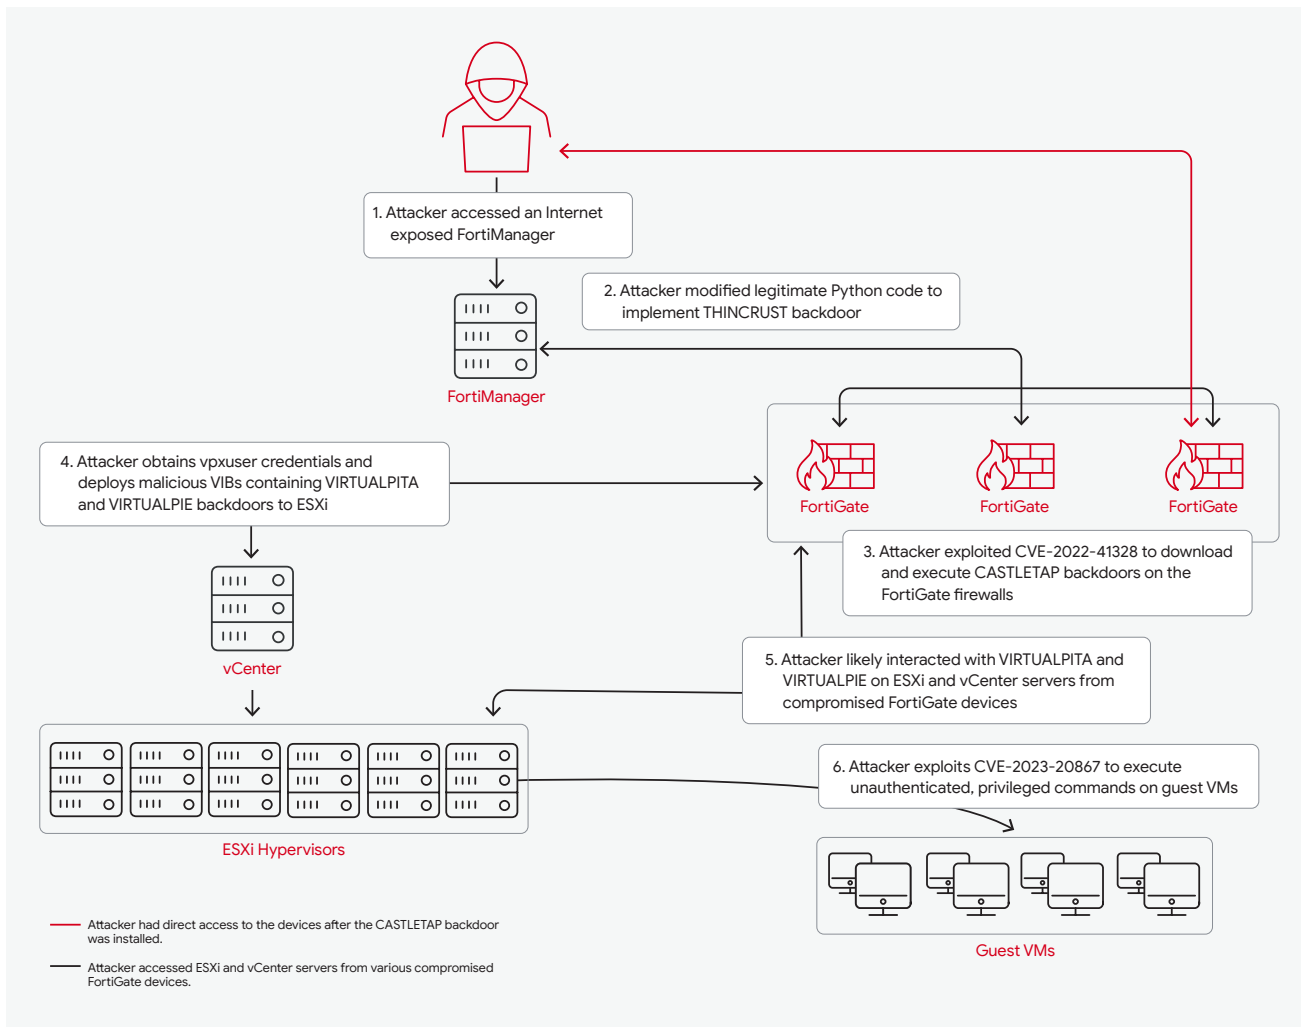 1. Attacker accessed an Internet
exposed FortiManager
2. Attacker modified legitimate Python code to
implement THINCRUST backdoor
FortiManager
4. Attacker obtains vpxuser credentials and
deploys malicious VIBs containing VIRTUALPITA
and VIRTUALPIE backdoors to ESXi
FortiGate
FortiGate
FortiGate
3. Attacker exploited CVE-2022-41328 to download
and execute CASTLETAP backdoors on the
FortiGate firewalls
vCenter
5. Attacker likely interacted with VIRTUALPITA and
VIRTUALPIE on ESXi and vCenter servers from
compromised FortiGate devices
6. Attacker exploits CVE-2023-20867 to execute
unauthenticated, privileged commands on guest VMs
ESXi Hypervisors
Guest VMs
Attacker had direct access to the devices after the CASTLETAP backdoor
was installed.
Attacker accessed ESXi and vCenter servers from various compromised
FortiGate devices.